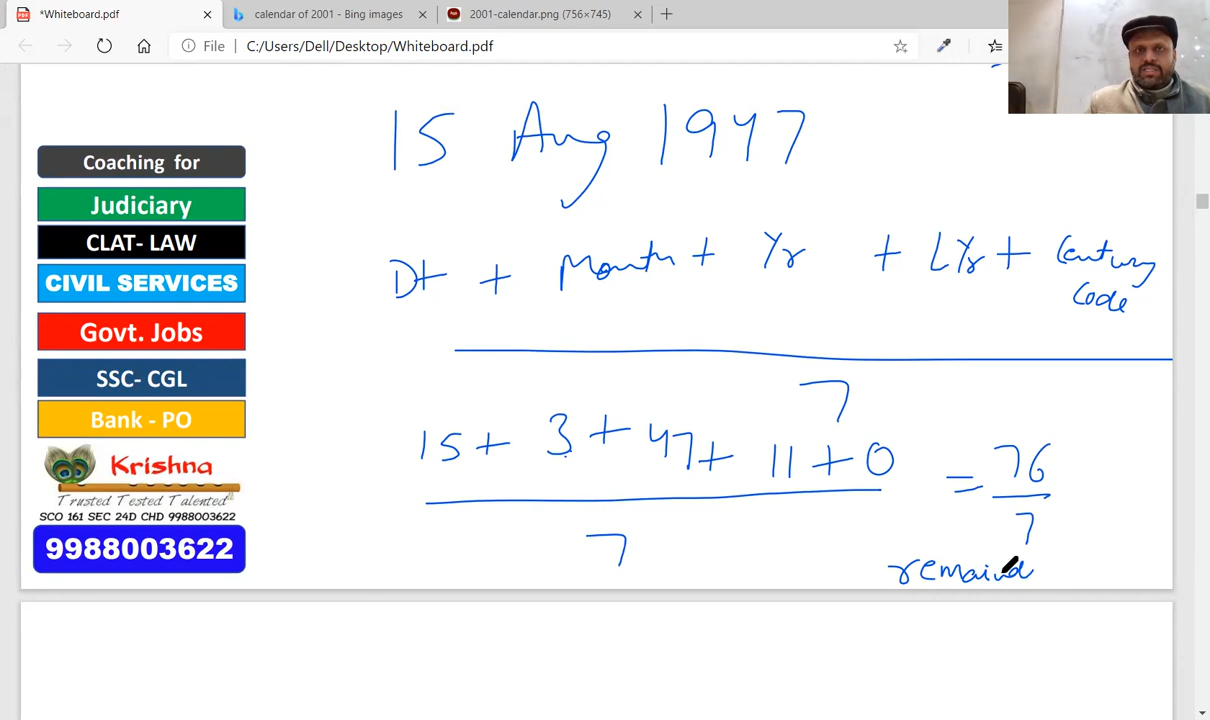 *Whiteboard.pdf
calendar of 2001 - Bing images
2001-calendar.png (756×745)
File
C:/Users/Dell/Desktop/Whiteboard.pdf
15 Aug 1947
Dt + Month + Yr + LYr + Century Code
7
15 + 3 + 47 + 11 + 0 = 76
7
7
remaind
Coaching for
Judiciary
CLAT- LAW
CIVIL SERVICES
Govt. Jobs
SSC- CGL
Bank - PO
Krishna
Trusted Tested Talented
SCO 161 SEC 24D CHD 9988003622
9988003622